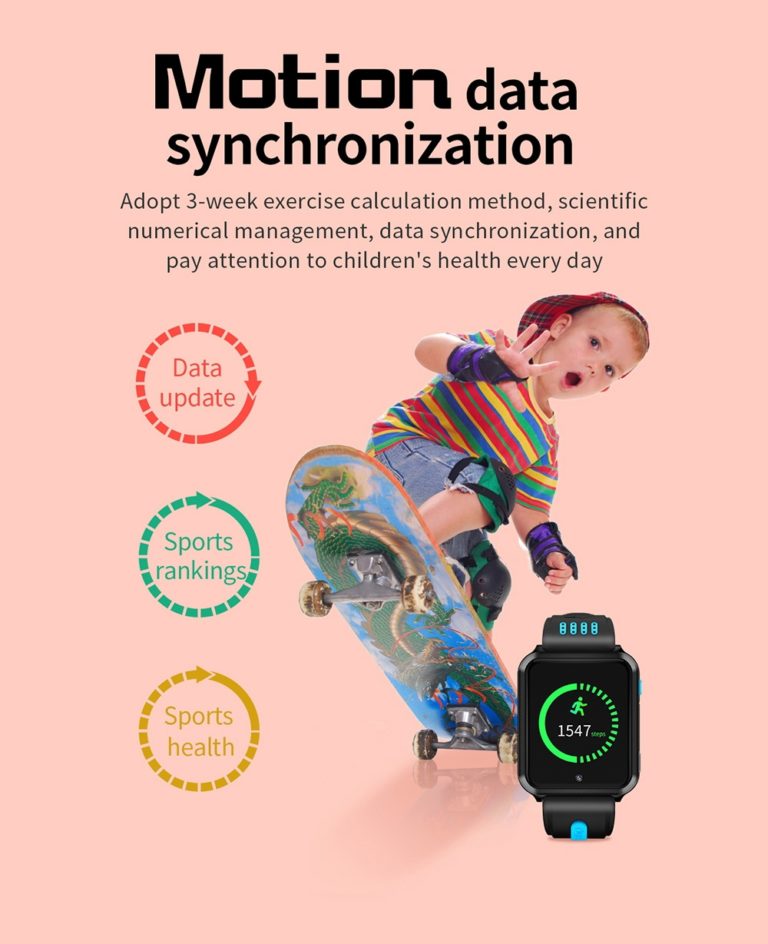 Motion data
synchronization
Adopt 3-week exercise calculation method, scientific
numerical management, data synchronization, and
pay attention to children's health every day
Data
update
Sports
rankings
Sports
health
1547 steps